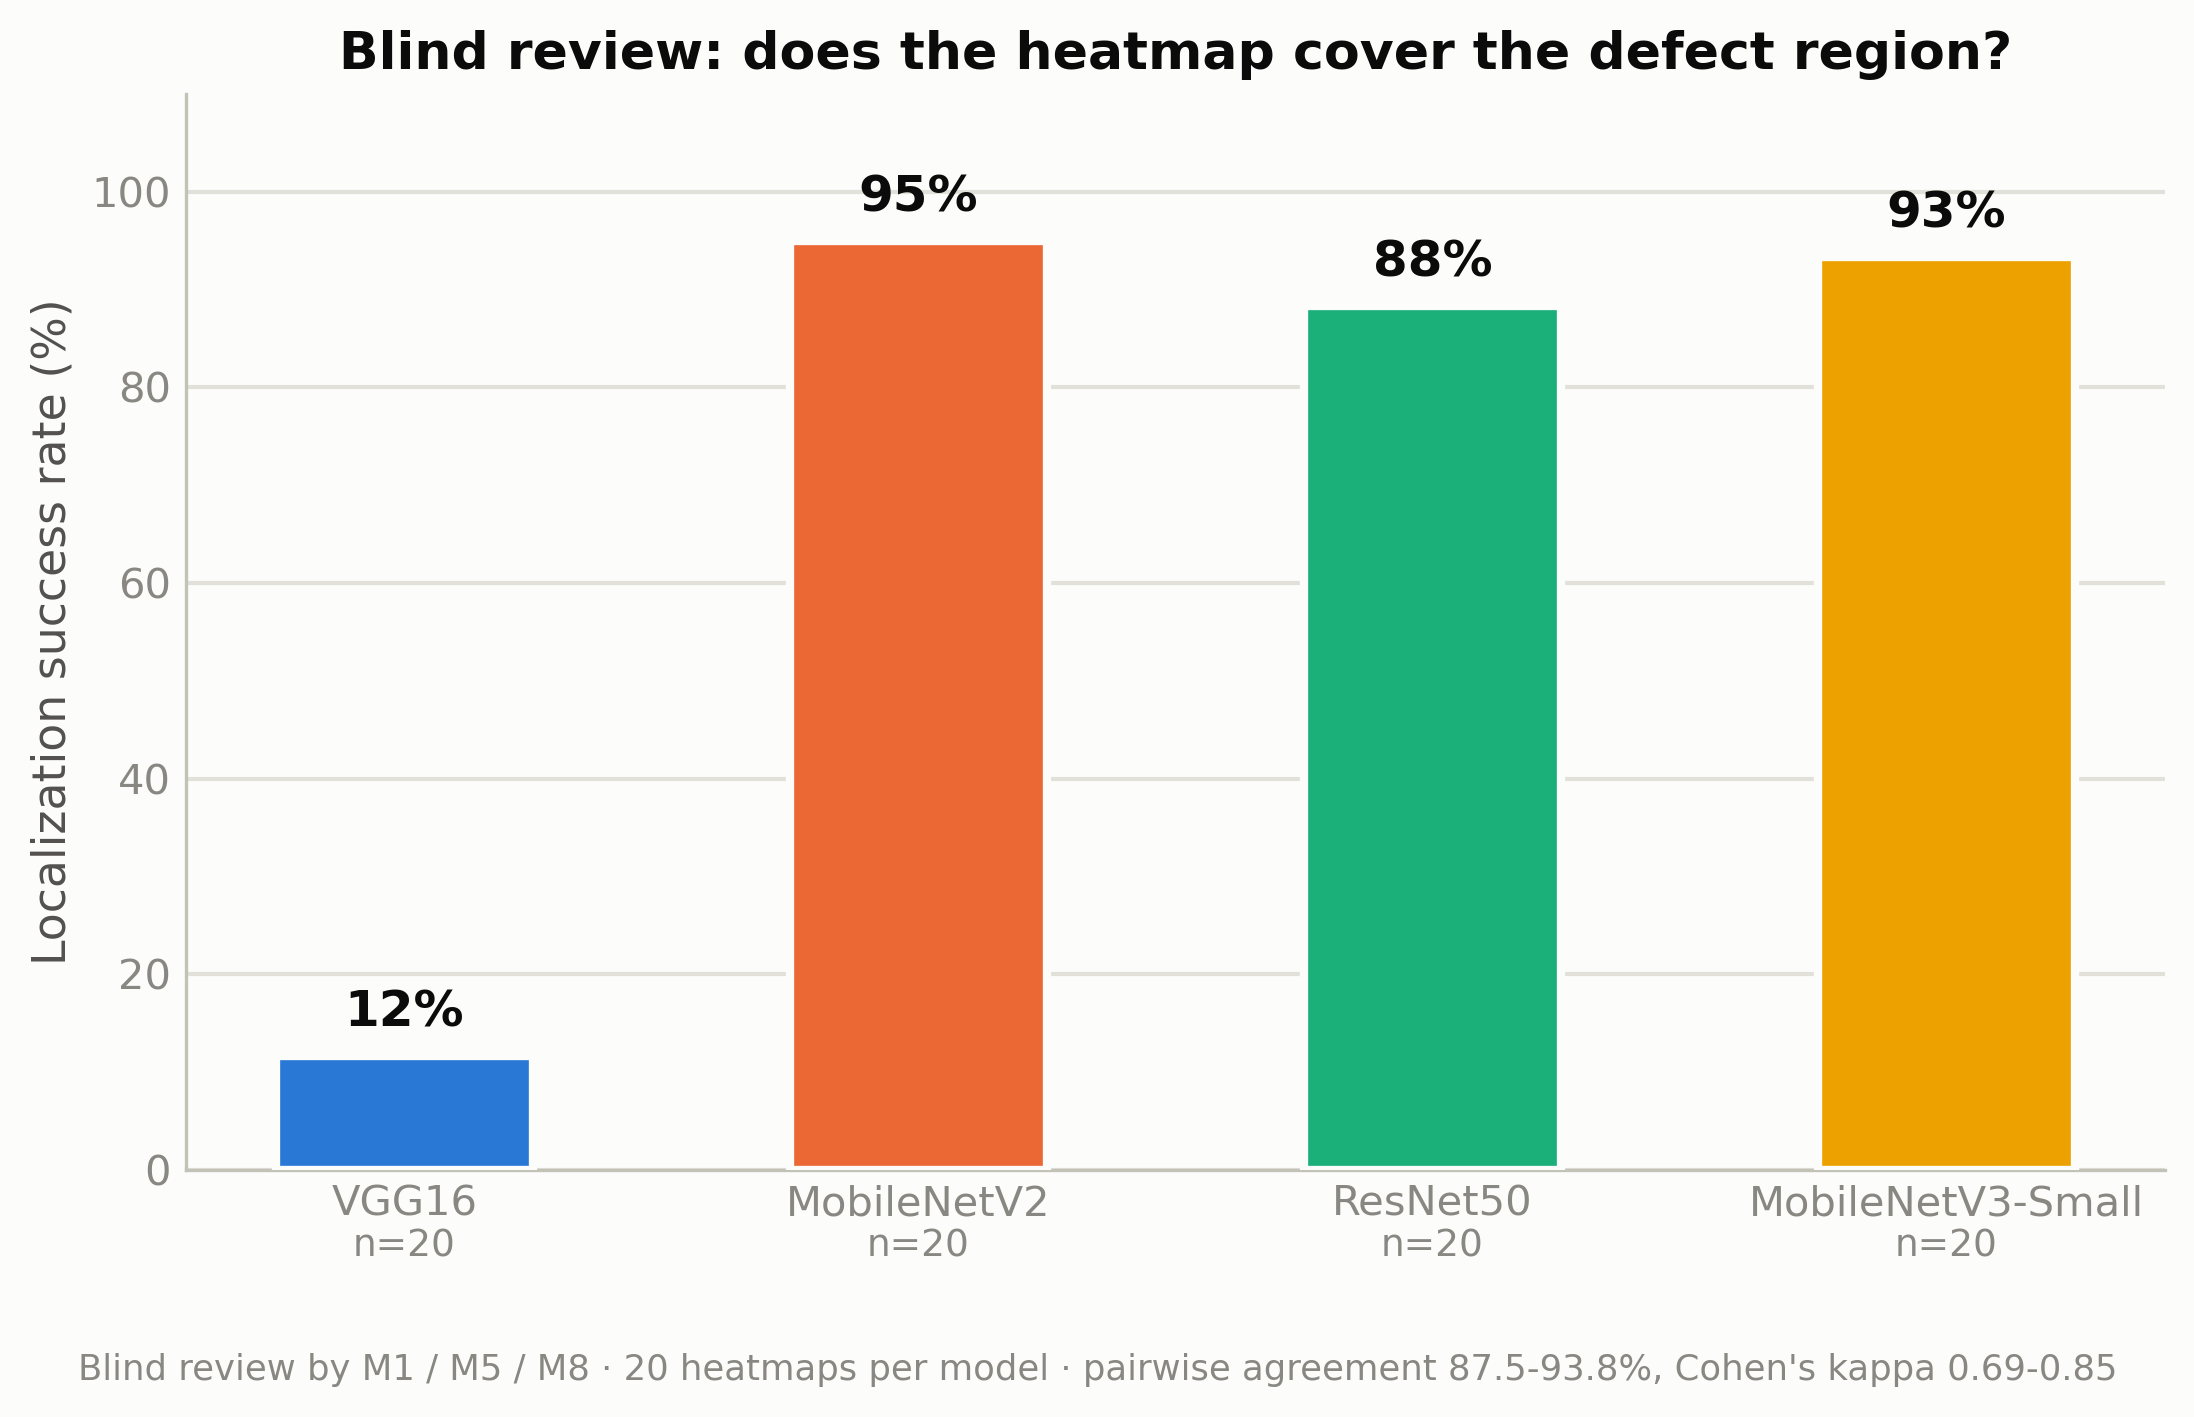 Blind review: does the heatmap cover the defect region?
Localization success rate (%)
100
80
60
40
20
0
12%
95%
88%
93%
VGG16
n=20
MobileNetV2
n=20
ResNet50
n=20
MobileNetV3-Small
n=20
Blind review by M1 / M5 / M8 · 20 heatmaps per model · pairwise agreement 87.5-93.8%, Cohen's kappa 0.69-0.85